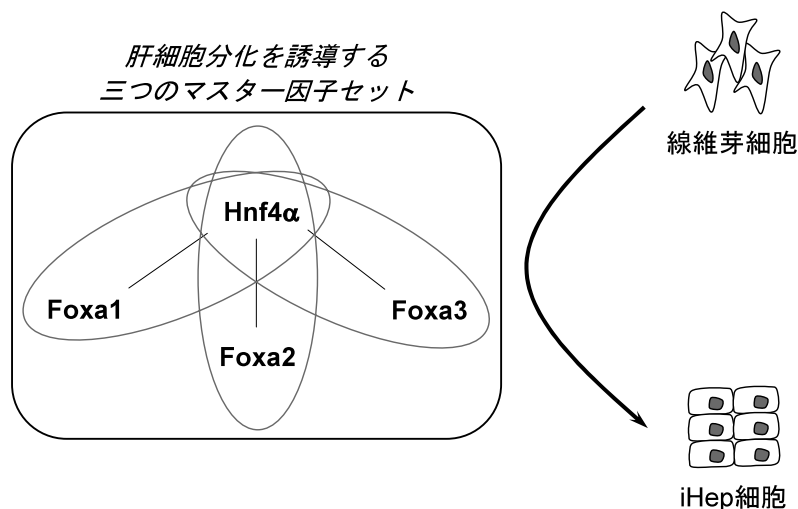 肝細胞分化を誘導する
三つのマスター因子セット
線維芽細胞
Hnf4α
Foxa1
Foxa3
Foxa2
iHep細胞